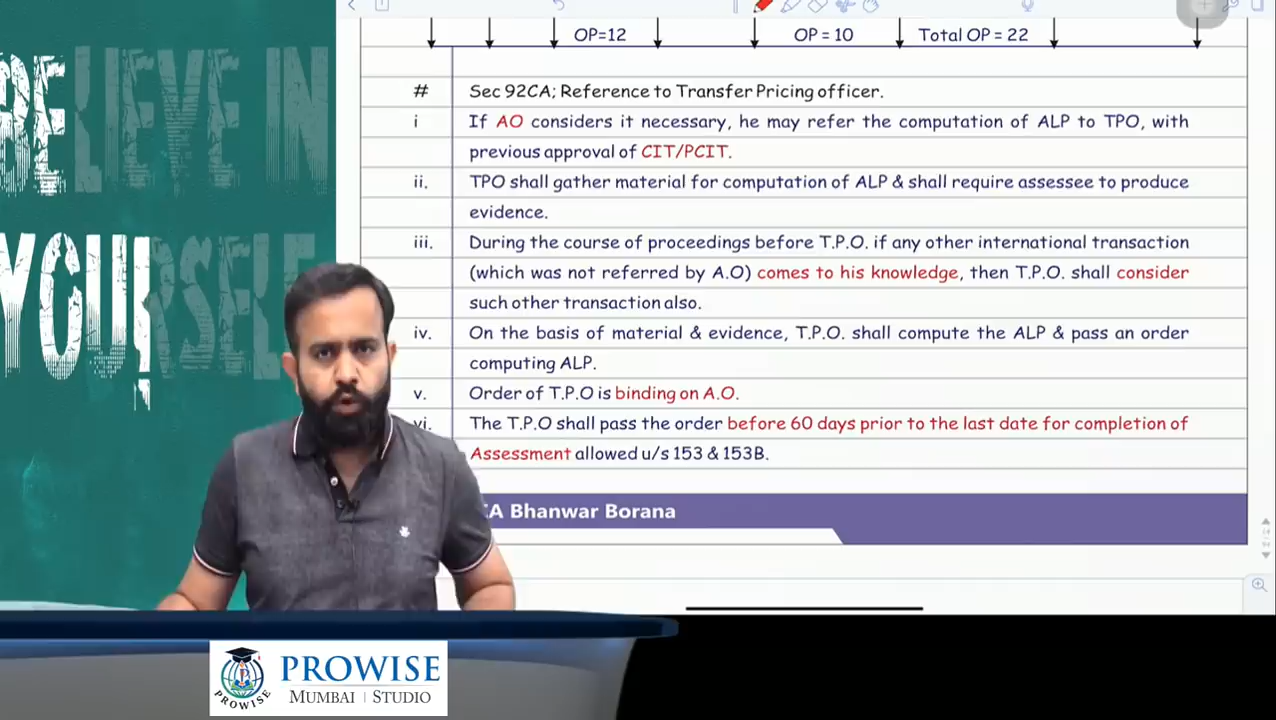 BELIEVE IN
YOURSELF
OP=12 OP = 10 Total OP = 22
# Sec 92CA; Reference to Transfer Pricing officer.
i If AO considers it necessary, he may refer the computation of ALP to TPO, with
previous approval of CIT/PCIT.
ii. TPO shall gather material for computation of ALP & shall require assessee to produce
evidence.
iii. During the course of proceedings before T.P.O. if any other international transaction
(which was not referred by A.O) comes to his knowledge, then T.P.O. shall consider
such other transaction also.
iv. On the basis of material & evidence, T.P.O. shall compute the ALP & pass an order
computing ALP.
v. Order of T.P.O is binding on A.O.
vi. The T.P.O shall pass the order before 60 days prior to the last date for completion of
Assessment allowed u/s 153 & 153B.
CA Bhanwar Borana
PROWISE
PROWISE
MUMBAI | STUDIO